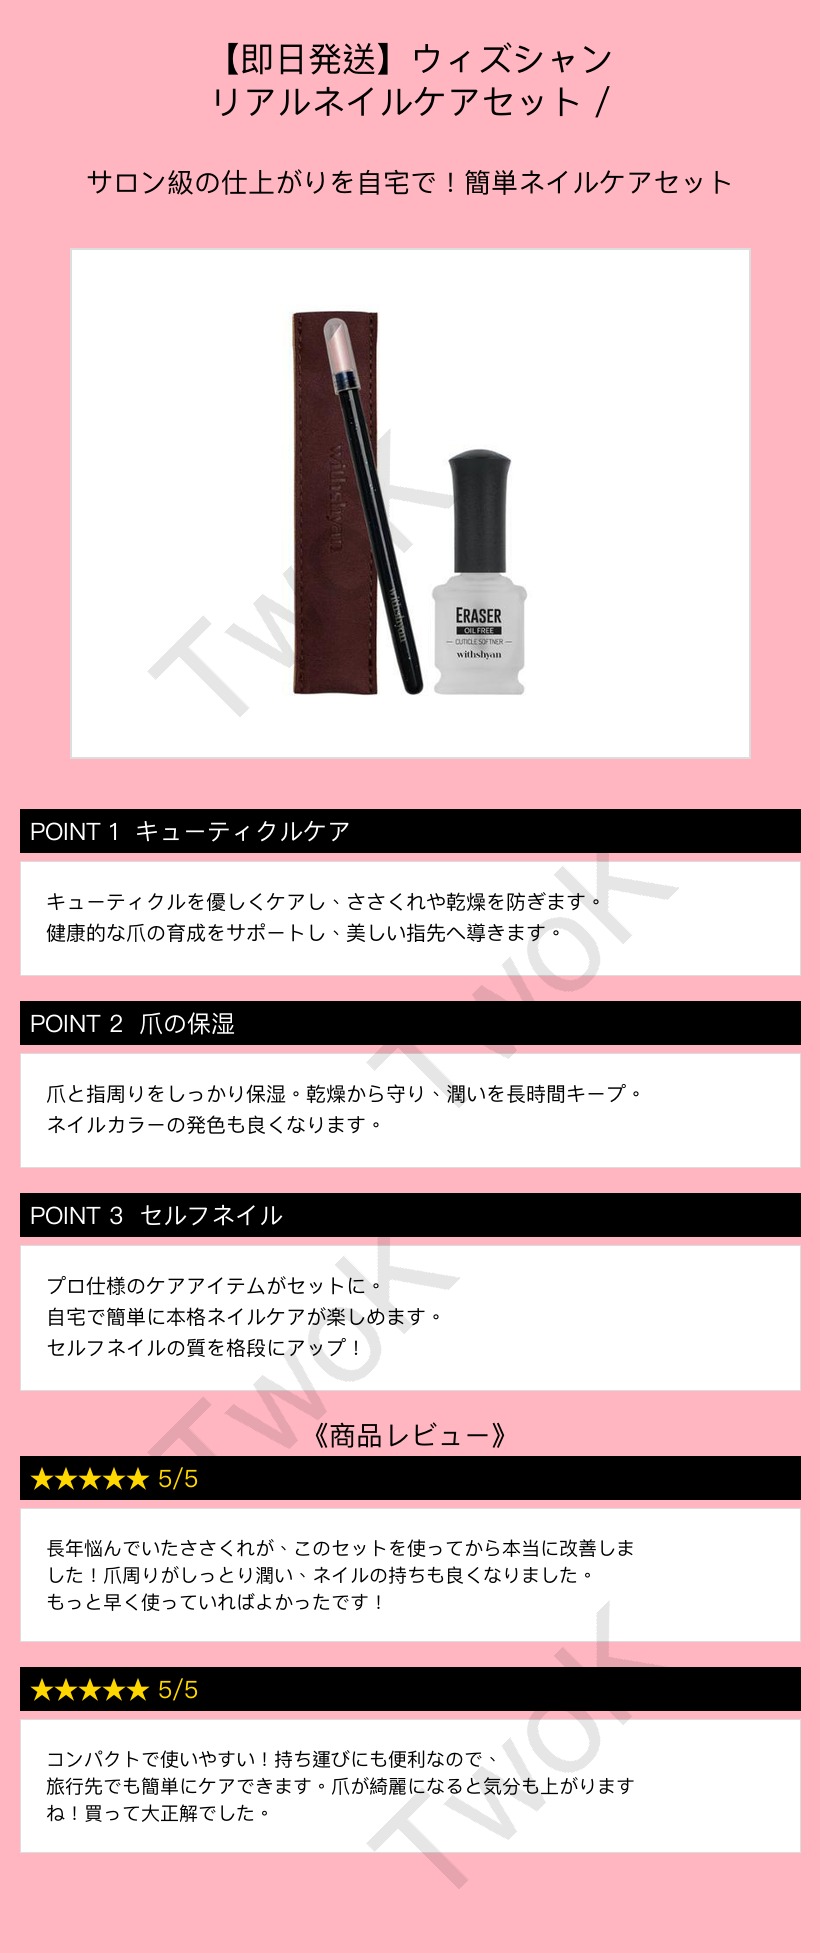 【即日発送】ウィズシャン
リアルネイルケアセット /
サロン級の仕上がりを自宅で！簡単ネイルケアセット
withshyan
withshyan
ERASER
OIL FREE
CUTICLE SOFTNER
withshyan
TwoK
POINT 1 キューティクルケア
キューティクルを優しくケアし、ささくれや乾燥を防ぎます。
健康的な爪の育成をサポートし、美しい指先へ導きます。
TwoK
POINT 2 爪の保湿
爪と指周りをしっかり保湿。乾燥から守り、潤いを長時間キープ。
ネイルカラーの発色も良くなります。
POINT 3 セルフネイル
プロ仕様のケアアイテムがセットに。
自宅で簡単に本格ネイルケアが楽しめます。
セルフネイルの質を格段にアップ！
TwoK
《商品レビュー》
★★★★★ 5/5
長年悩んでいたささくれが、このセットを使ってから本当に改善しま
した！爪周りがしっとり潤い、ネイルの持ちも良くなりました。
もっと早く使っていればよかったです！
★★★★★ 5/5
コンパクトで使いやすい！持ち運びにも便利なので、
旅行先でも簡単にケアできます。爪が綺麗になると気分も上がります
ね！買って大正解でした。
TwoK